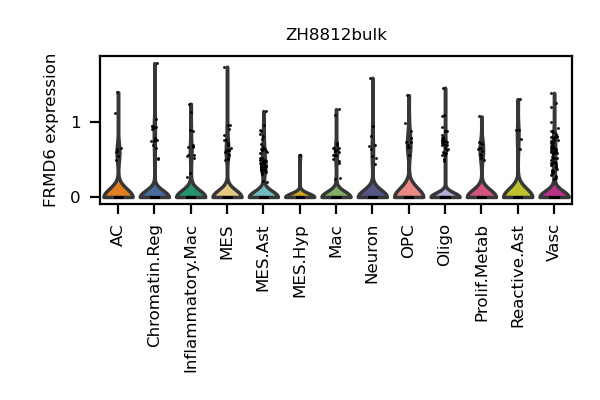 ZH8812bulk
FRMD6 expression
1
0
AC
Chromatin.Reg
Inflammatory.Mac
MES
MES.Ast
MES.Hyp
Mac
Neuron
OPC
Oligo
Prolif.Metab
Reactive.Ast
Vasc